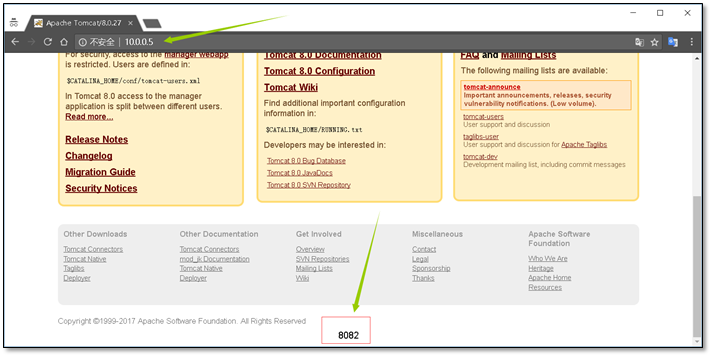 Apache Tomcat/8.0.27
不安全 | 10.0.0.5
For security, access to the manager webapp
is restricted. Users are defined in:
$CATALINA_HOME/conf/tomcat-users.xml
In Tomcat 8.0 access to the manager
application is split between different users.
Read more...
Release Notes
Changelog
Migration Guide
Security Notices
Tomcat 8.0 Documentation
Tomcat 8.0 Configuration
Tomcat Wiki
Find additional important configuration
information in:
$CATALINA_HOME/RUNNING.txt
Developers may be interested in:
Tomcat 8.0 Bug Database
Tomcat 8.0 JavaDocs
Tomcat 8.0 SVN Repository
FAQ and Mailing Lists
The following mailing lists are available:
tomcat-announce
Important announcements, releases, security
vulnerability notifications. (Low volume).
tomcat-users
User support and discussion
taglibs-user
User support and discussion for Apache Taglibs
tomcat-dev
Development mailing list, including commit messages
Other Downloads
Tomcat Connectors
Tomcat Native
Taglibs
Deployer
Other Documentation
Tomcat Connectors
mod_jk Documentation
Tomcat Native
Deployer
Get Involved
Overview
SVN Repositories
Mailing Lists
Wiki
Miscellaneous
Contact
Legal
Sponsorship
Thanks
Apache Software
Foundation
Who We Are
Heritage
Apache Home
Resources
Copyright ©1999-2017 Apache Software Foundation. All Rights Reserved
8082